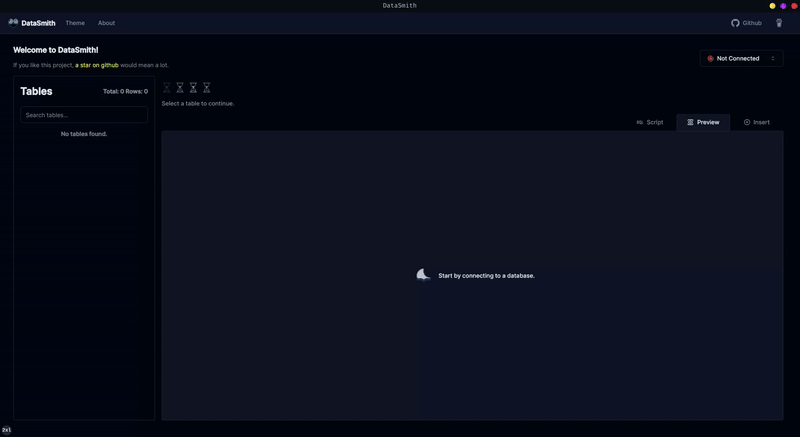 DataSmith
DataSmith Theme About Github
Welcome to DataSmith!
If you like this project, a star on github would mean a lot.
Not Connected
Tables Total: 0 Rows: 0
Search tables...
No tables found.
Select a table to continue.
Script Preview Insert
Start by connecting to a database.
2xl